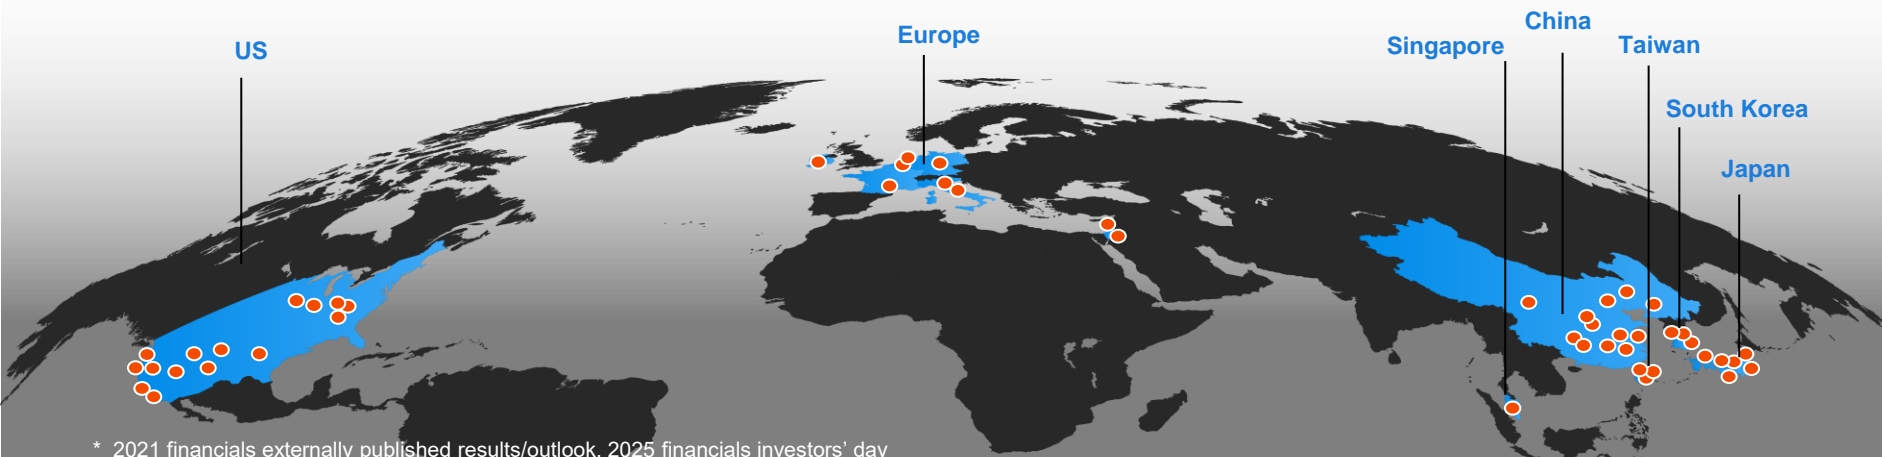 US
Europe
Singapore
China
Taiwan
South Korea
Japan
* 2021 financials externally published results/outlook, 2025 financials investors’ day